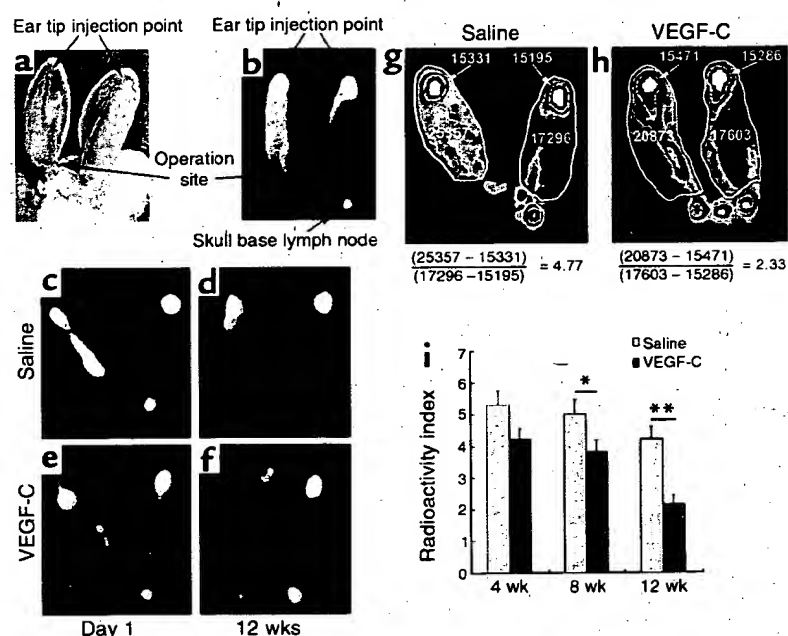 Ear tip injection point
Ear tip injection point
Saline
VEGF-C
a
b
g
15331
15195
17296
h
15471
15286
20873
17603
Operation
site
Skull base lymph node
(25357 – 15331)
(17296 –15195)
= 4.77
(20873 – 15471)
(17603 – 15286)
= 2.33
c
d
Saline
e
f
VEGF-C
Day 1
12 wks
i
Saline
VEGF-C
Radioactivity index
7
6
5
4
3
2
1
0
*
**
4 wk
8 wk
12 wk